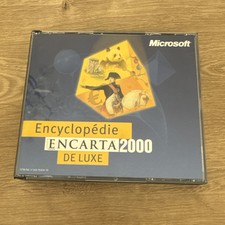 Microsoft
Encyclopédie
ENCARTA 2000
DE LUXE